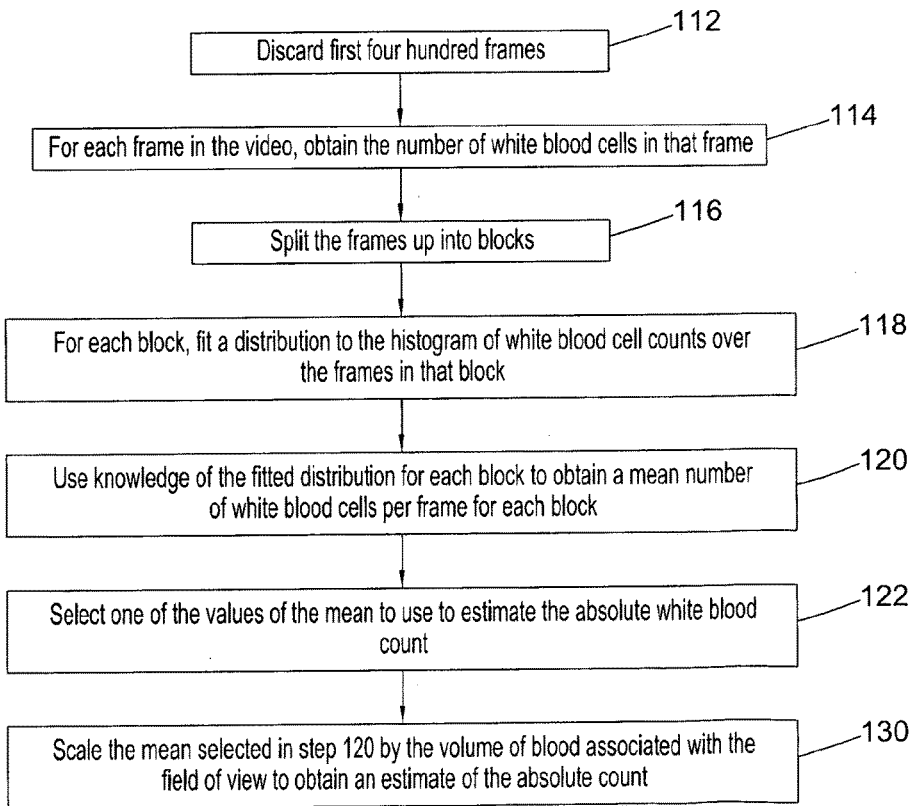 112
Discard first four hundred frames
114
For each frame in the video, obtain the number of white blood cells in that frame
116
Split the frames up into blocks
118
For each block, fit a distribution to the histogram of white blood cell counts over
the frames in that block
120
Use knowledge of the fitted distribution for each block to obtain a mean number
of white blood cells per frame for each block
122
Select one of the values of the mean to use to estimate the absolute white blood
count
130
Scale the mean selected in step 120 by the volume of blood associated with the
field of view to obtain an estimate of the absolute count